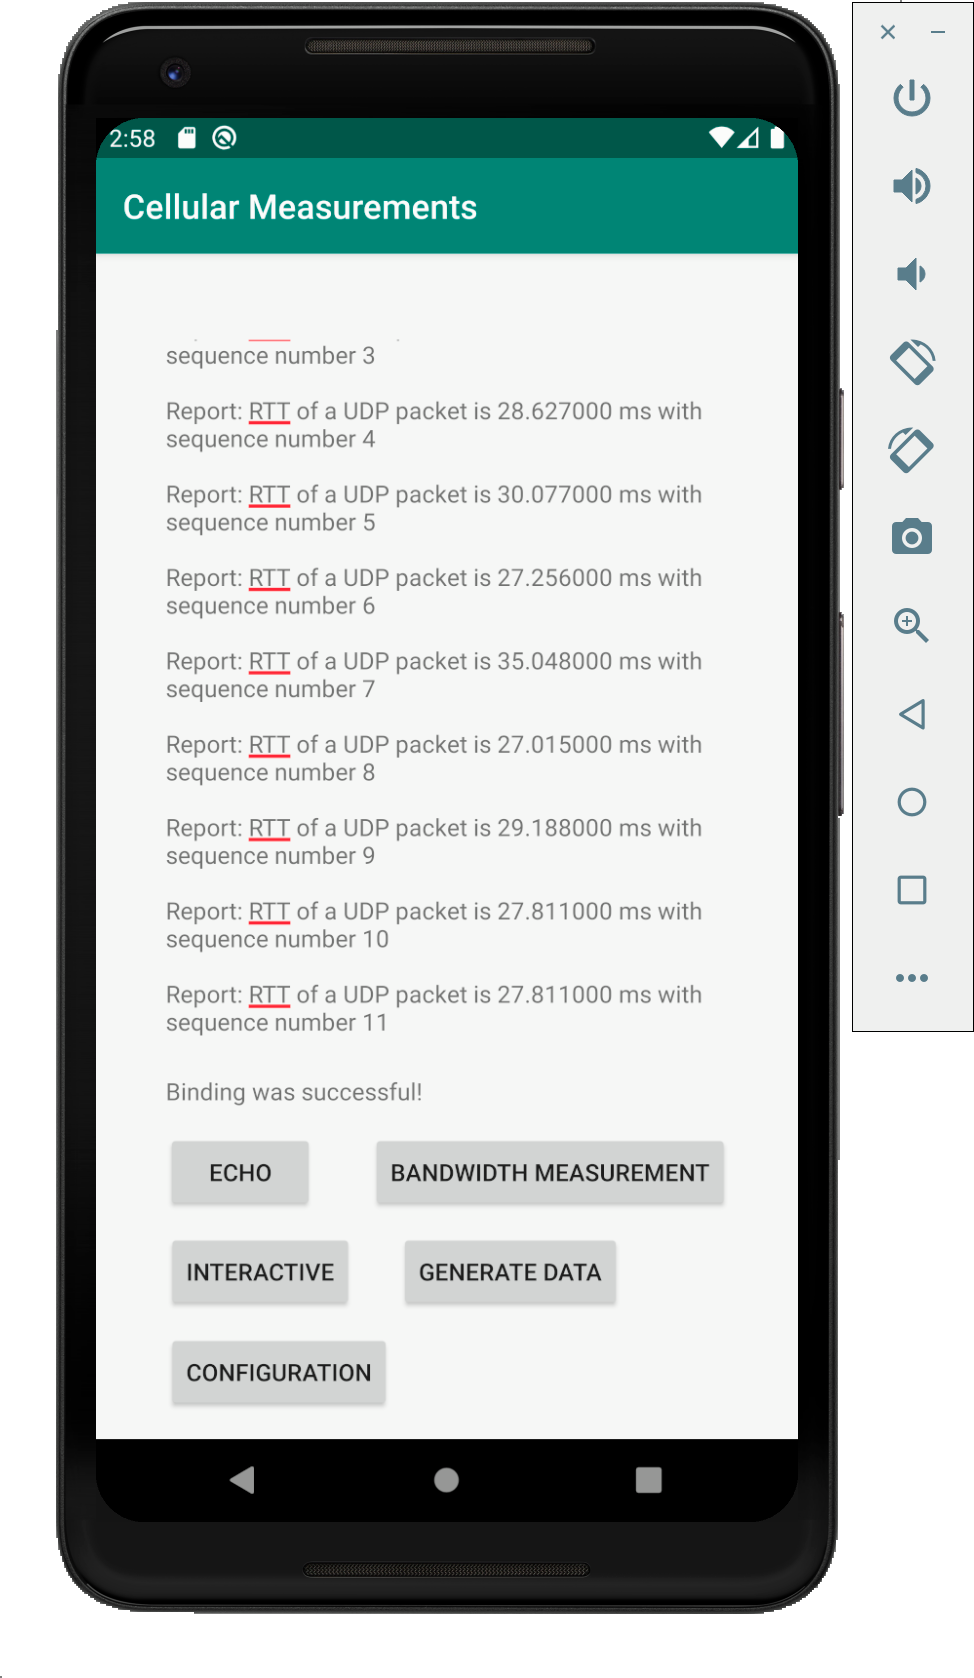 2:58
Cellular Measurements
sequence number 3
Report: RTT of a UDP packet is 28.627000 ms with
sequence number 4
Report: RTT of a UDP packet is 30.077000 ms with
sequence number 5
Report: RTT of a UDP packet is 27.256000 ms with
sequence number 6
Report: RTT of a UDP packet is 35.048000 ms with
sequence number 7
Report: RTT of a UDP packet is 27.015000 ms with
sequence number 8
Report: RTT of a UDP packet is 29.188000 ms with
sequence number 9
Report: RTT of a UDP packet is 27.811000 ms with
sequence number 10
Report: RTT of a UDP packet is 27.811000 ms with
sequence number 11
Binding was successful!
ECHO
BANDWIDTH MEASUREMENT
INTERACTIVE
GENERATE DATA
CONFIGURATION